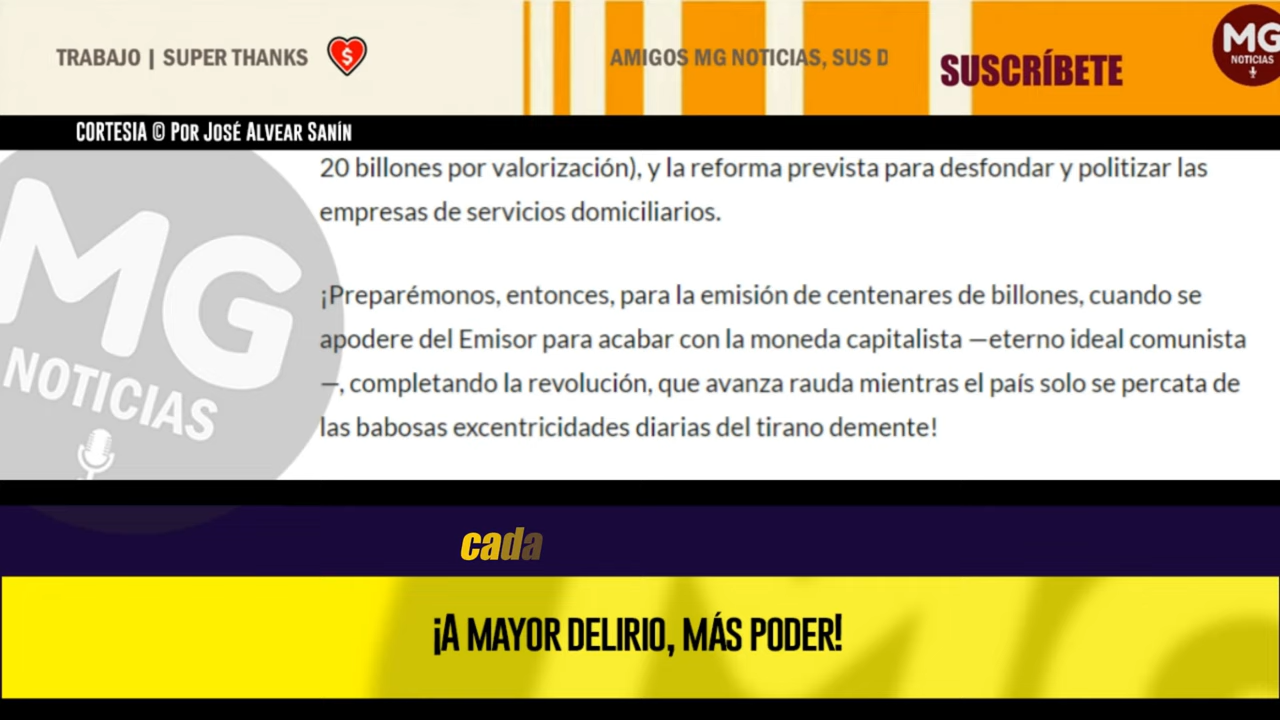 TRABAJO | SUPER THANKS
$
AMIGOS MG NOTICIAS, SUS D
SUSCRÍBETE
MG
NOTICIAS
CORTESIA © POR JOSÉ ALVEAR SANÍN
20 billones por valorización), y la reforma prevista para desfondar y politizar las
empresas de servicios domiciliarios.
¡Preparémonos, entonces, para la emisión de centenares de billones, cuando se
apodere del Emisor para acabar con la moneda capitalista —eterno ideal comunista
—, completando la revolución, que avanza rauda mientras el país solo se percata de
las babosas excentricidades diarias del tirano demente!
MG
NOTICIAS
cada
¡A MAYOR DELIRIO, MÁS PODER!